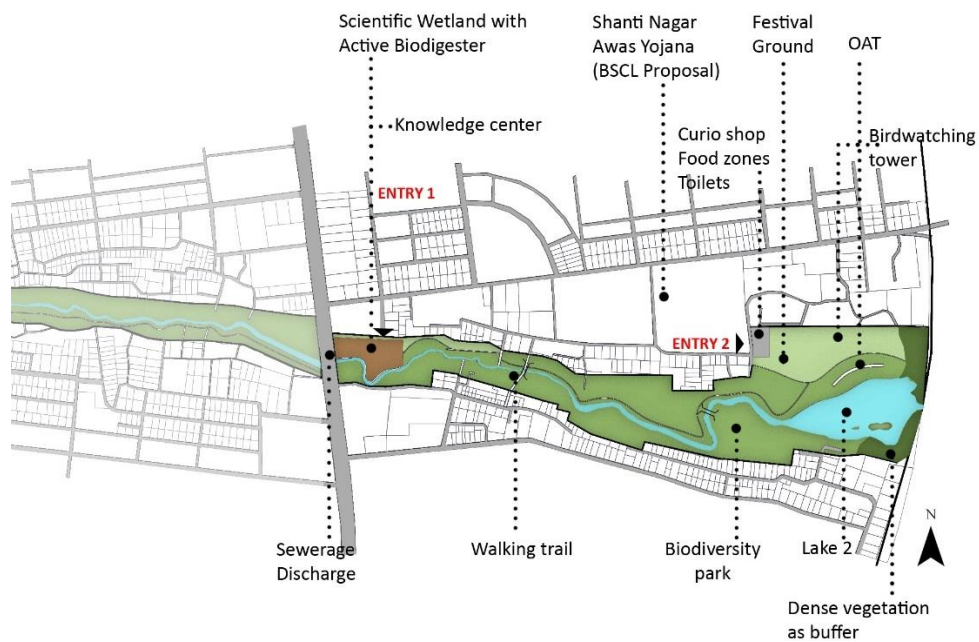 Scientific Wetland with
Active Biodigester
Knowledge center
ENTRY 1
Shanti Nagar
Awas Yojana
(BSCL Proposal)
Festival
Ground
OAT
Curio shop
Food zones
Toilets
Birdwatching
tower
ENTRY 2
Sewerage
Discharge
Walking trail
Biodiversity
park
Lake 2
N
Dense vegetation
as buffer